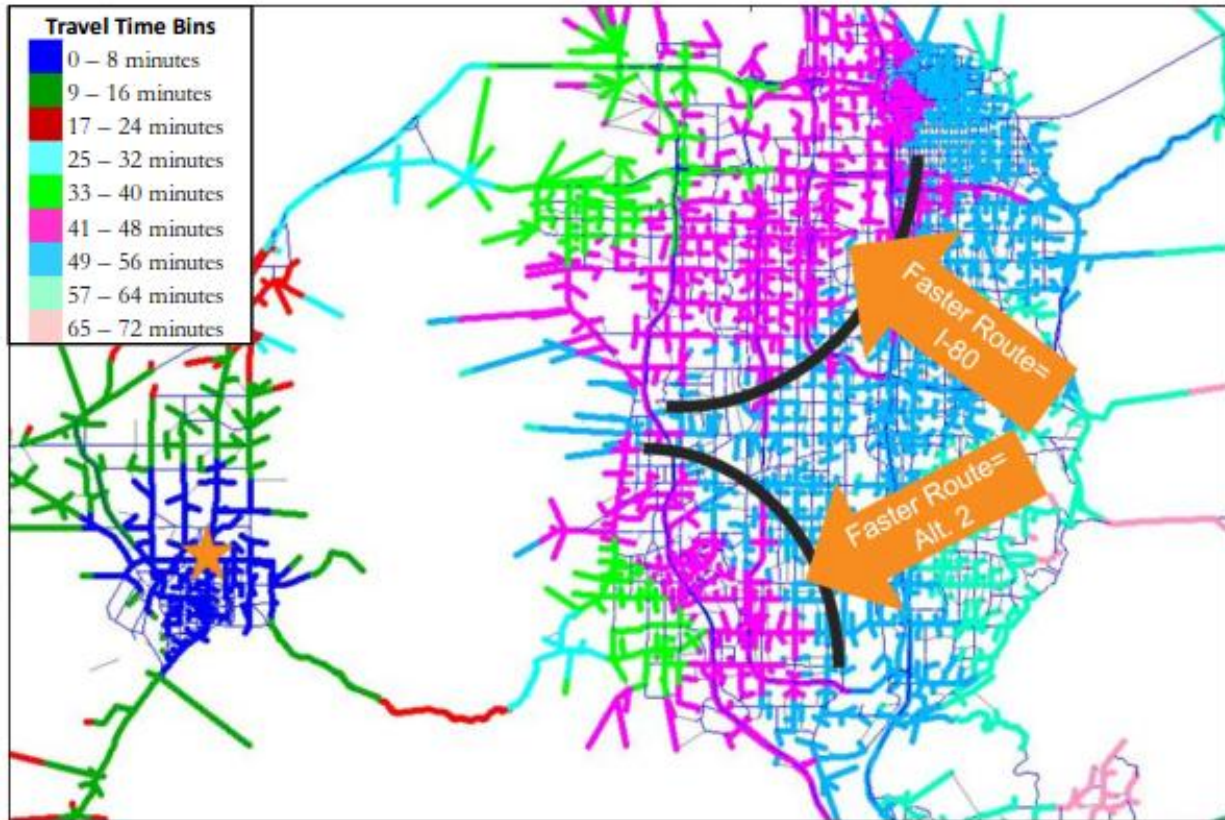 Travel Time Bins
0 – 8 minutes
9 – 16 minutes
17 – 24 minutes
25 – 32 minutes
33 – 40 minutes
41 – 48 minutes
49 – 56 minutes
57 – 64 minutes
65 – 72 minutes
Faster Route=
I-80
Faster Route=
Alt. 2